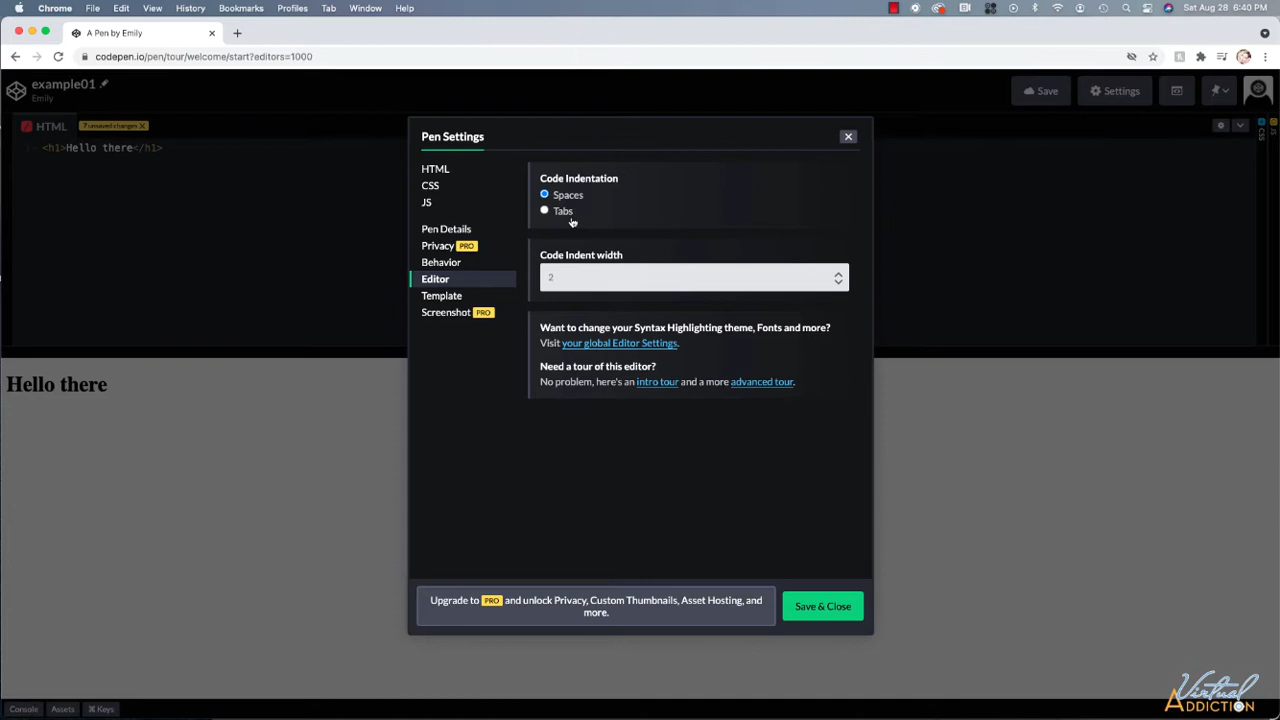 Chrome File Edit View History Bookmarks Profiles Tab Window Help Sat Aug 28 6:40 PM
A Pen by Emily
codepen.io/pen/tour/welcome/start?editors=1000
example01
Emily
Save Settings
HTML 7 unsaved changes X
CSS
JS
<h1>Hello there</h1>
Pen Settings
HTML
CSS
JS
Pen Details
Privacy PRO
Behavior
Editor
Template
Screenshot PRO
Code Indentation
Spaces
Tabs
Code Indent width
2
Want to change your Syntax Highlighting theme, Fonts and more?
Visit your global Editor Settings.
Need a tour of this editor?
No problem, here's an intro tour and a more advanced tour.
Upgrade to PRO and unlock Privacy, Custom Thumbnails, Asset Hosting, and
more.
Save & Close
Hello there
Console Assets ⌘ Keys
Virtual
ADDICTION